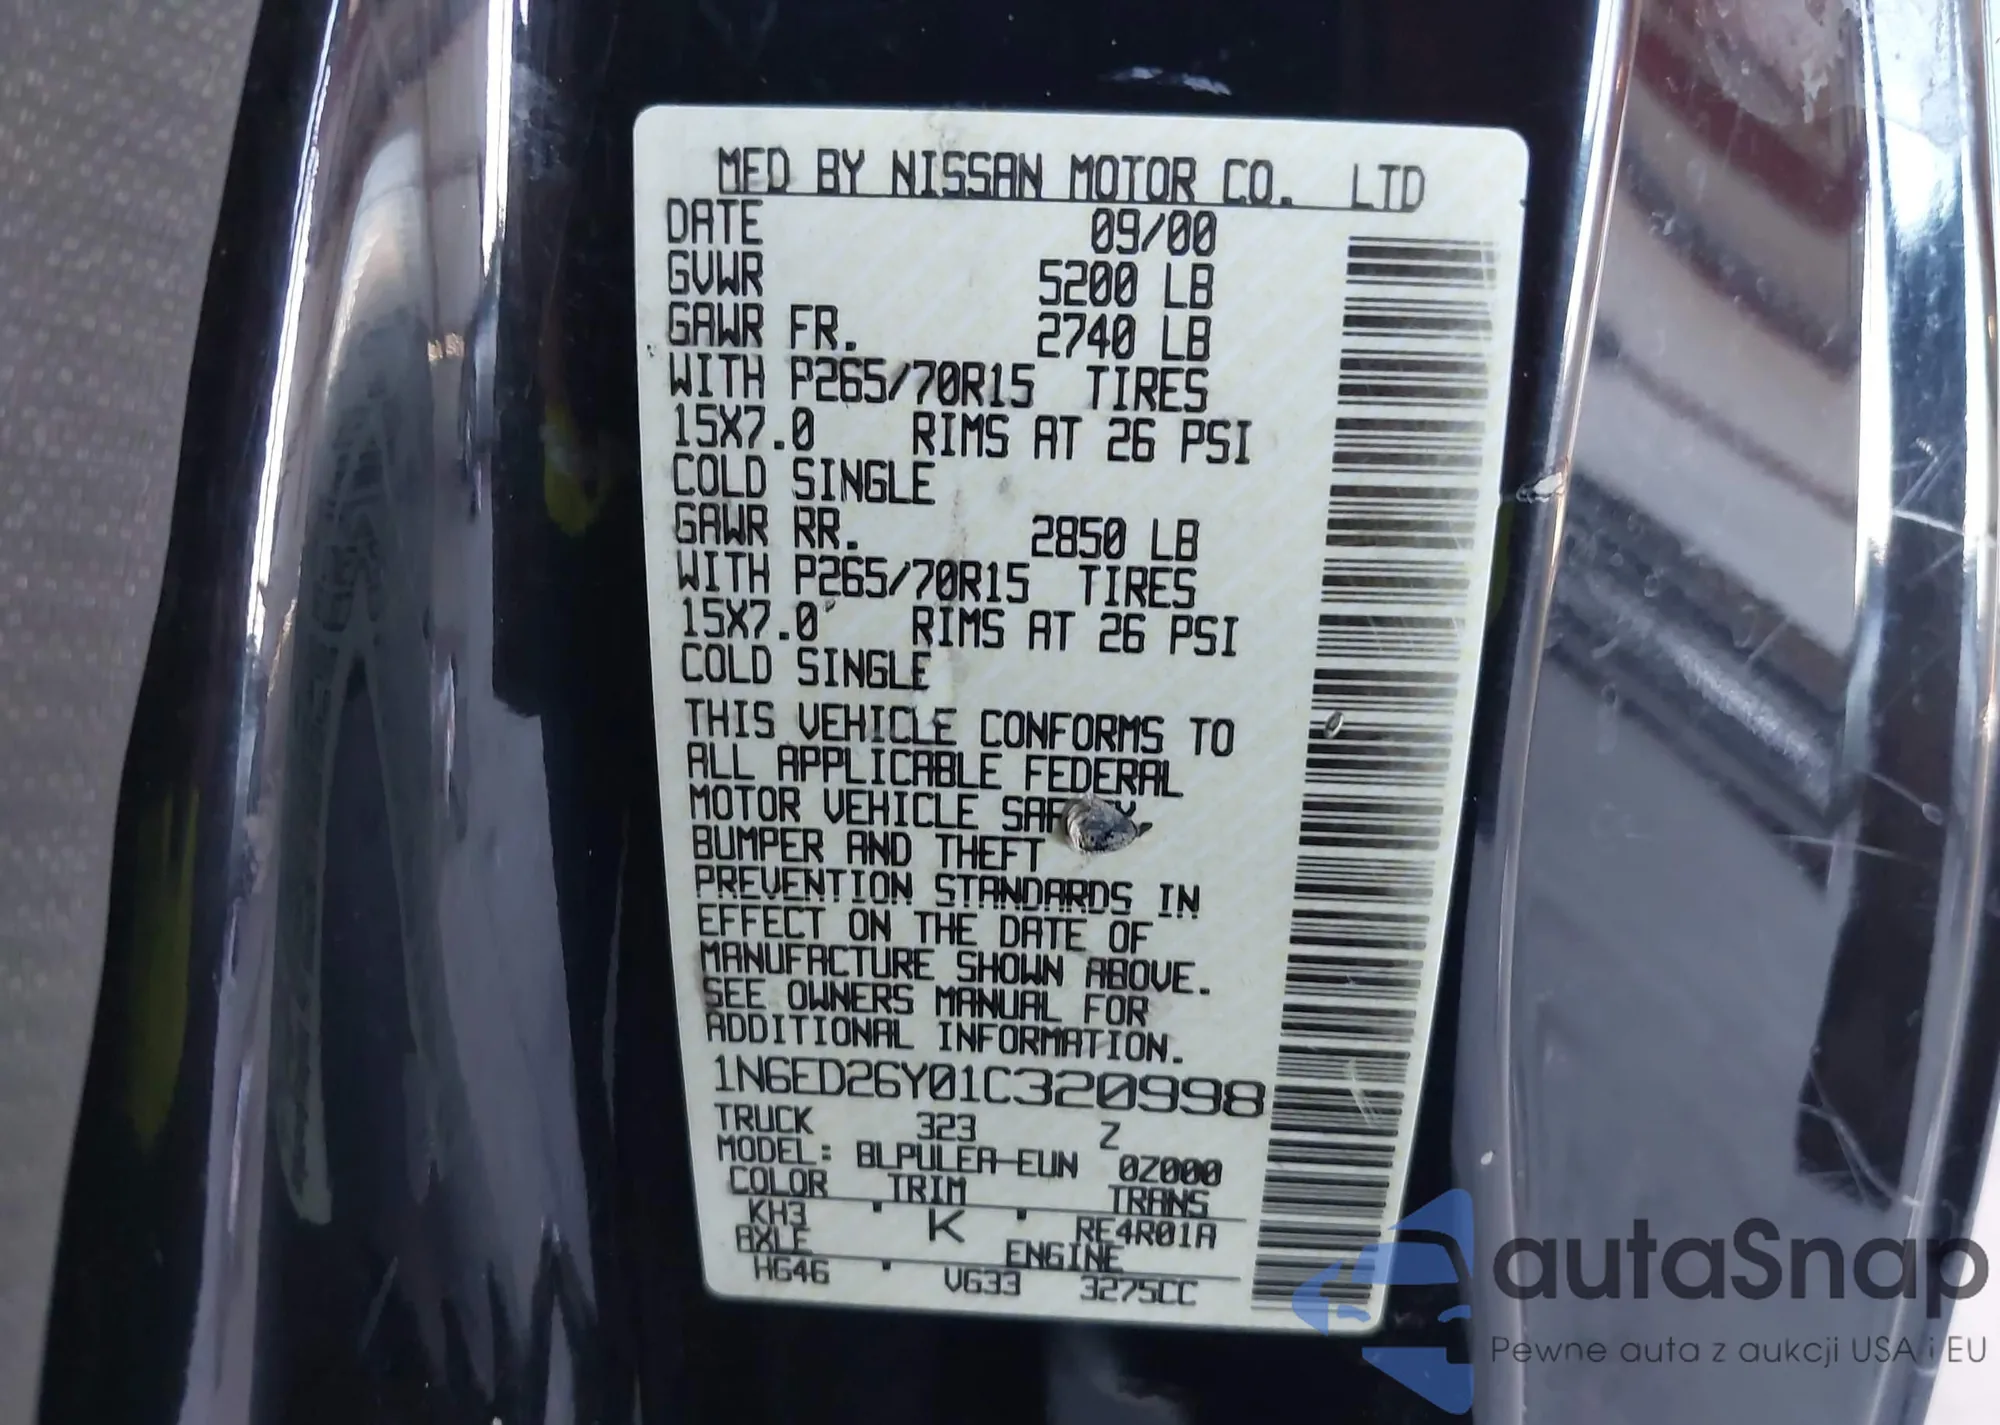 MFD BY NISSAN MOTOR CO. LTD
DATE 09/00
GVWR 5200 LB
GAWR FR. 2740 LB
WITH P265/70R15 TIRES
15X7.0 RIMS AT 26 PSI
COLD SINGLE
GAWR RR. 2850 LB
WITH P265/70R15 TIRES
15X7.0 RIMS AT 26 PSI
COLD SINGLE
THIS VEHICLE CONFORMS TO
ALL APPLICABLE FEDERAL
MOTOR VEHICLE
BUMPER AND THEFT
PREVENTION STANDARDS IN
EFFECT ON THE DATE OF
MANUFACTURE SHOWN ABOVE.
SEE OWNERS MANUAL FOR
ADDITIONAL INFORMATION.
1N6ED26Y01C320998
TRUCK 323 Z
MODEL: BLPULEA-EUN 0Z000
COLOR TRIM TRANS
KH3 K RE4R01A
AXLE ENGINE
HG46 VG33 3275CC
autaSnap
Pewne auta z aukcji USA i EU